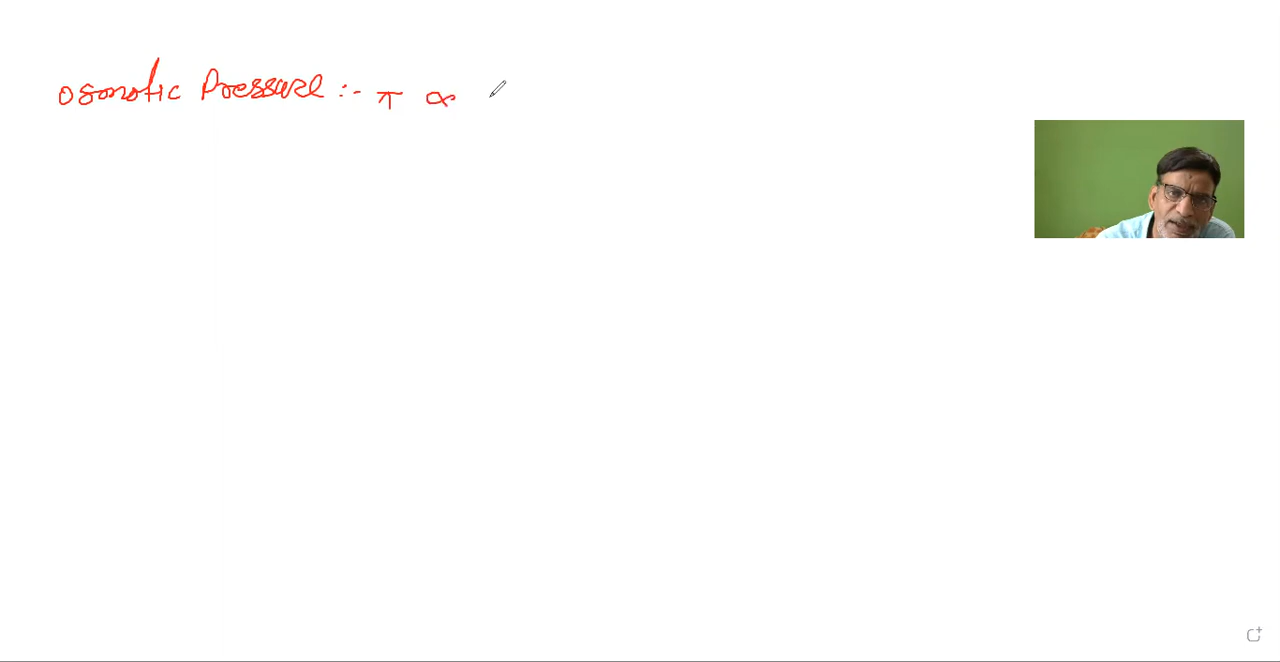 Osmotic Pressure :- π ∝